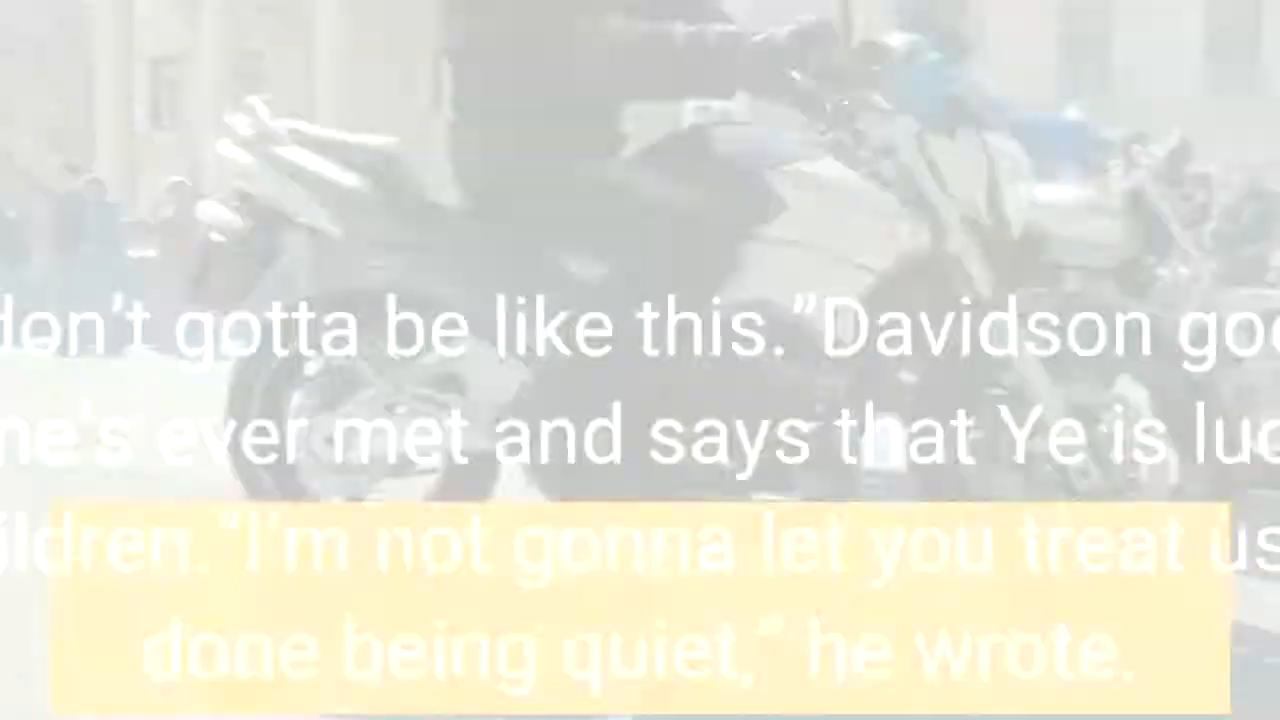 don't gotta be like this.”Davidson goe
he's ever met and says that Ye is luc
ildren.“I'm not gonna let you treat us
done being quiet,” he wrote.